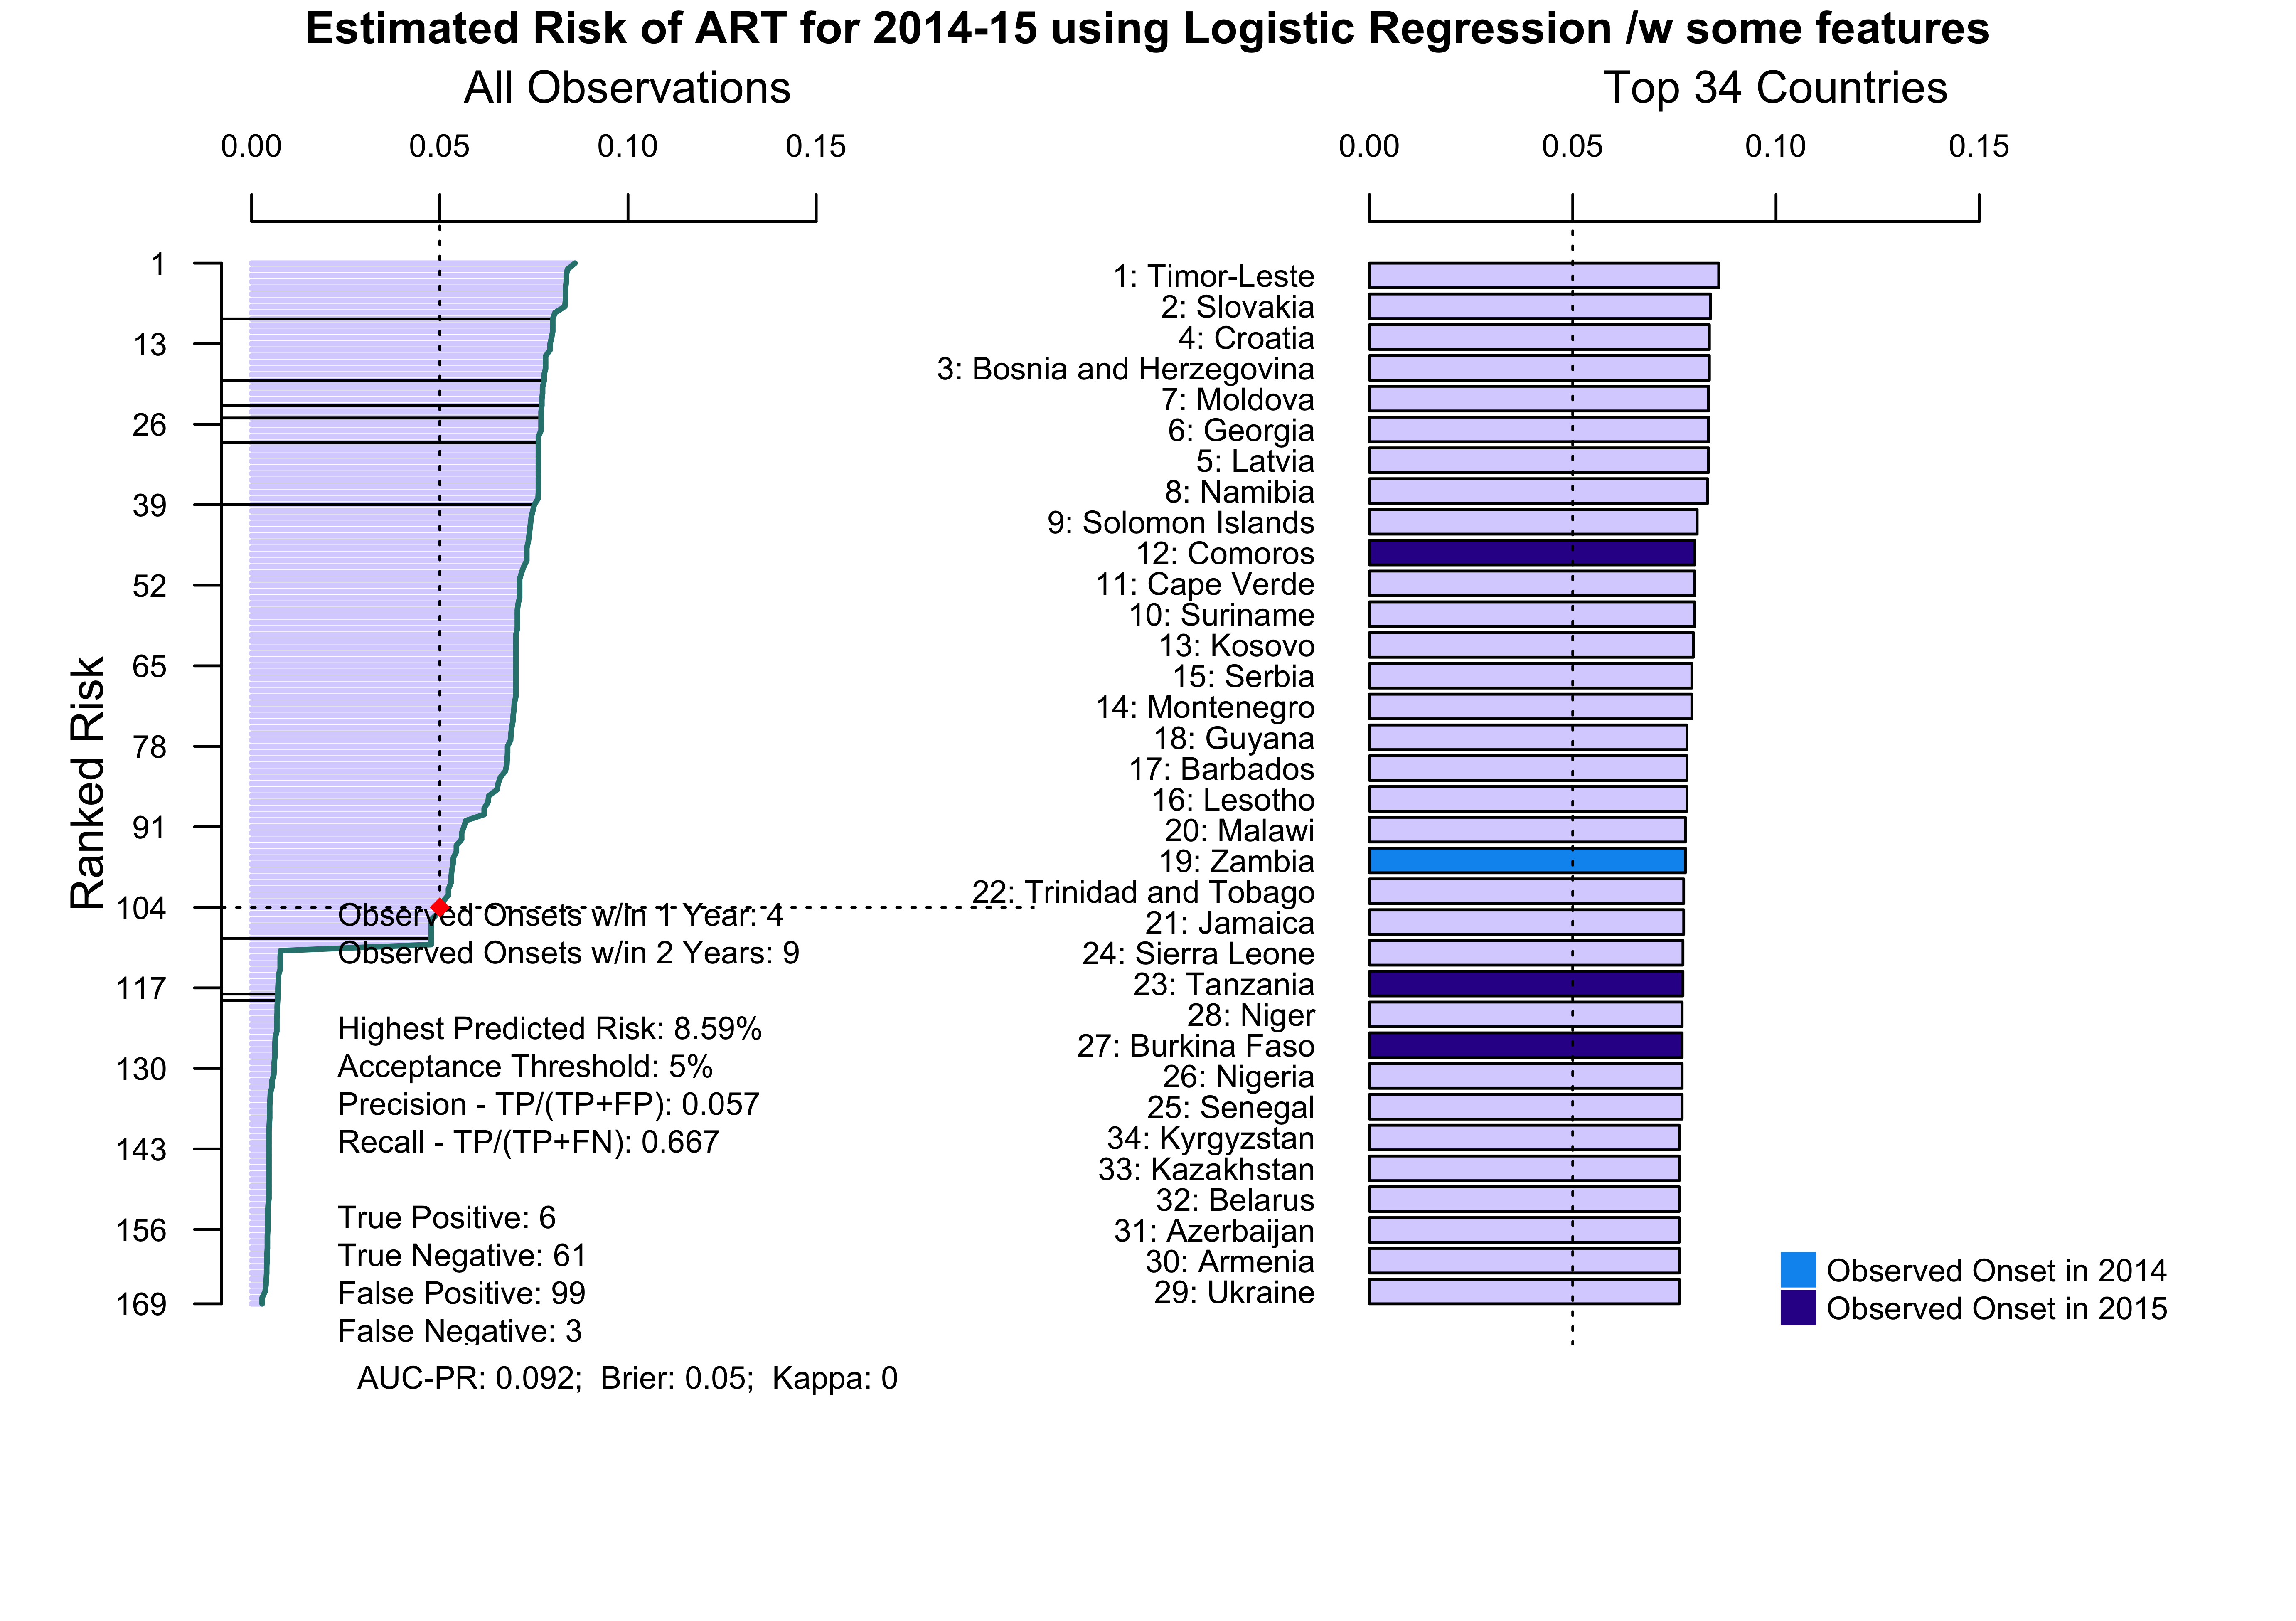 Estimated Risk of ART for 2014-15 using Logistic Regression /w some features
All Observations
0.00 0.05 0.10 0.15
Ranked Risk
1
13
26
39
52
65
78
91
104
117
130
143
156
169
Observed Onsets w/in 1 Year: 4
Observed Onsets w/in 2 Years: 9
Highest Predicted Risk: 8.59%
Acceptance Threshold: 5%
Precision - TP/(TP+FP): 0.057
Recall - TP/(TP+FN): 0.667
True Positive: 6
True Negative: 61
False Positive: 99
False Negative: 3
AUC-PR: 0.092; Brier: 0.05; Kappa: 0
Top 34 Countries
0.00 0.05 0.10 0.15
1: Timor-Leste
2: Slovakia
4: Croatia
3: Bosnia and Herzegovina
7: Moldova
6: Georgia
5: Latvia
8: Namibia
9: Solomon Islands
12: Comoros
11: Cape Verde
10: Suriname
13: Kosovo
15: Serbia
14: Montenegro
18: Guyana
17: Barbados
16: Lesotho
20: Malawi
19: Zambia
22: Trinidad and Tobago
21: Jamaica
24: Sierra Leone
23: Tanzania
28: Niger
27: Burkina Faso
26: Nigeria
25: Senegal
34: Kyrgyzstan
33: Kazakhstan
32: Belarus
31: Azerbaijan
30: Armenia
29: Ukraine
Observed Onset in 2014
Observed Onset in 2015